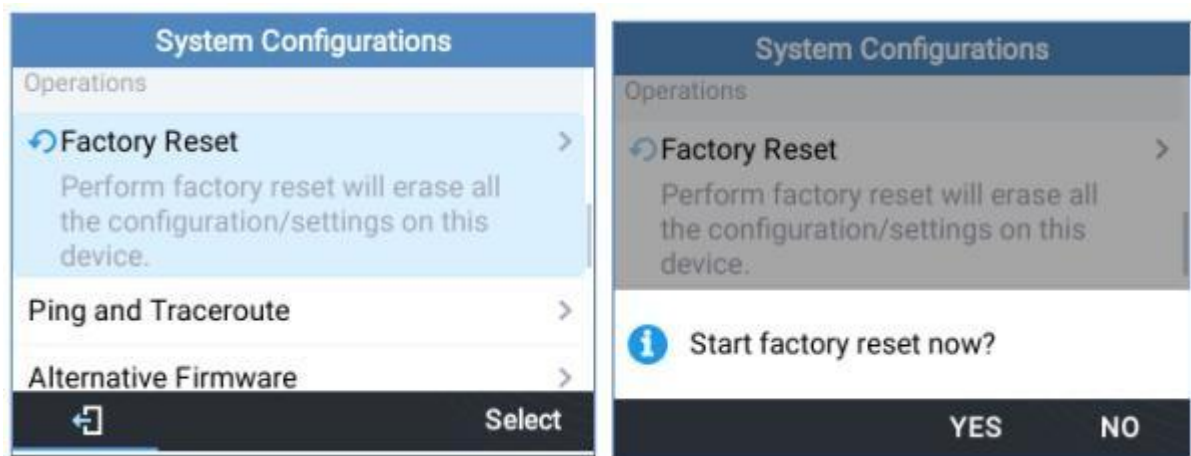 System Configurations
Operations
Factory Reset
Perform factory reset will erase all
the configuration/settings on this
device.
Ping and Traceroute
Alternative Firmware
Select
System Configurations
Operations
Factory Reset
Perform factory reset will erase all
the configuration/settings on this
device.
Start factory reset now?
YES NO